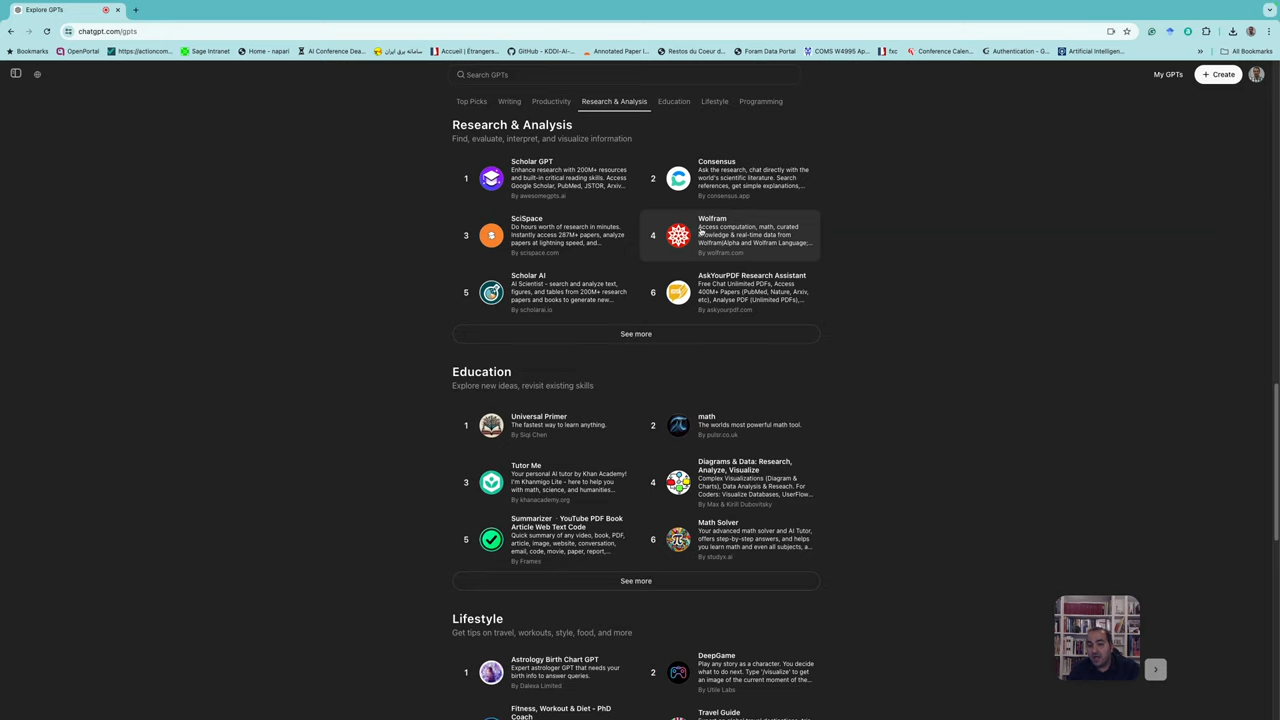 Explore GPTs
chatgpt.com/gpts
Bookmarks
OpenPortal
https://actioncom...
Sage Intranet
Home - napari
AI Conference Dea...
سامانه برق ایران
Accueil | Étrangers...
GitHub - KDDI-AI-...
Annotated Paper |...
Restos du Coeur d...
Foram Data Portal
COMS W4995 Ap...
fxc
Conference Calen...
Authentication - G...
Artificial Intelligen...
All Bookmarks
Search GPTs
My GPTs
+ Create
Top Picks
Writing
Productivity
Research & Analysis
Education
Lifestyle
Programming
Research & Analysis
Find, evaluate, interpret, and visualize information
1
Scholar GPT
Enhance research with 200M+ resources
and built-in critical reading skills. Access
Google Scholar, PubMed, JSTOR, Arxiv...
By awesomegpts.ai
2
Consensus
Ask the research, chat directly with the
world's scientific literature. Search
references, get simple explanations,...
By consensus.app
3
SciSpace
Do hours worth of research in minutes.
Instantly access 287M+ papers, analyze
papers at lightning speed, and...
By scispace.com
4
Wolfram
Access computation, math, curated
knowledge & real-time data from
Wolfram|Alpha and Wolfram Language;...
By wolfram.com
5
Scholar AI
AI Scientist - search and analyze text,
figures, and tables from 200M+ research
papers and books to generate new...
By scholarai.io
6
AskYourPDF Research Assistant
Free Chat Unlimited PDFs, Access
400M+ Papers (PubMed, Nature, Arxiv,
etc), Analyse PDF (Unlimited PDFs),...
By askyourpdf.com
See more
Education
Explore new ideas, revisit existing skills
1
Universal Primer
The fastest way to learn anything.
By Siqi Chen
2
math
The worlds most powerful math tool.
By pulsr.co.uk
3
Tutor Me
Your personal AI tutor by Khan Academy!
I'm Khanmigo Lite - here to help you
with math, science, and humanities...
By khanacademy.org
4
Diagrams & Data: Research,
Analyze, Visualize
Complex Visualizations (Diagram &
Charts), Data Analysis & Reseach. For
Coders: Visualize Databases, UserFlow...
By Max & Kirill Dubovitsky
5
Summarizer · YouTube PDF Book
Article Web Text Code
Quick summary of any video, book, PDF,
article, image, website, conversation,
email, code, movie, paper, report,...
By Frames
6
Math Solver
Your advanced math solver and AI Tutor,
offers step-by-step answers, and helps
you learn math and even all subjects, a...
By studyx.ai
See more
Lifestyle
Get tips on travel, workouts, style, food, and more
1
Astrology Birth Chart GPT
Expert astrologer GPT that needs your
birth info to answer queries.
By Dalexa Limited
2
DeepGame
Play any story as a character. You decide
what to do next. Type '/visualize' to get
an image of the current moment of the...
By Utile Labs
Fitness, Workout & Diet - PhD
Coach
Travel Guide